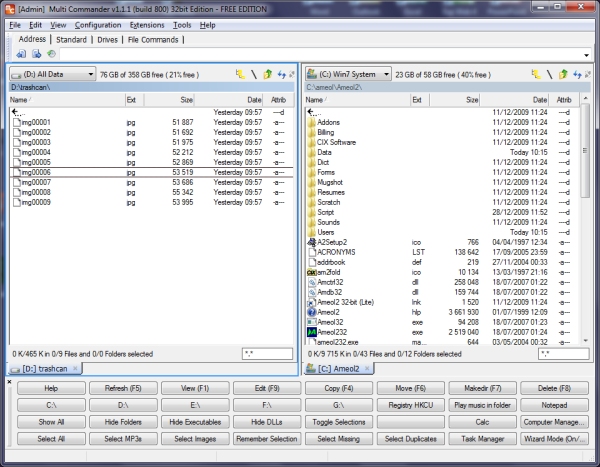 [Admin] Multi Commander v1.1.1 (build 800) 32bit Edition - FREE EDITION
File View Configuration Extensions Tools Help
Address Standard Drives File Commands
(D:) All Data 76 GB of 358 GB free ( 21% free )
D:\trashcan\
Name Ext Size Date Attrib
.. Yesterday 09:57 ---d
img00001 jpg 51 887 Yesterday 09:57 -a---
img00002 jpg 51 692 Yesterday 09:57 -a---
img00003 jpg 51 975 Yesterday 09:57 -a---
img00004 jpg 52 212 Yesterday 09:57 -a---
img00005 jpg 52 869 Yesterday 09:57 -a---
img00006 jpg 53 519 Yesterday 09:57 -a---
img00007 jpg 53 686 Yesterday 09:57 -a---
img00008 jpg 55 342 Yesterday 09:57 -a---
img00009 jpg 53 995 Yesterday 09:57 -a---
0 K/465 K in 0/9 Files and 0/0 Folders selected *.*
[D:] trashcan
(C:) Win7 System 23 GB of 58 GB free ( 40% free )
C:\ameol\Ameol2\
Name Ext Size Date Attrib
.. 11/12/2009 11:24 ---d
Addons 11/12/2009 11:24 ---d
Billing 11/12/2009 11:24 ---d
CIX Software 11/12/2009 11:24 ---d
Data Today 10:15 ---d
Dict 11/12/2009 11:24 ---d
Forms 11/12/2009 11:24 ---d
Mugshot 11/12/2009 11:24 ---d
Resumes 11/12/2009 11:24 ---d
Scratch 11/12/2009 11:24 ---d
Script 28/11/2009 11:52 ---d
Sounds 11/12/2009 11:24 ---d
Users Today 10:15 ---d
A2Setup2 ico 766 04/04/1997 12:34 -a---
ACRONYMS LST 138 642 17/09/2005 23:59 -a---
addrbook def 219 27/11/2004 00:33 -a---
am2fold ico 10 134 13/03/1997 21:16 -a---
Amctrl32 dll 258 048 18/07/2007 01:24 -a---
Amdb32 dll 159 744 18/07/2007 01:22 -a---
Ameol2 32-bit (Lite) lnk 1 520 11/12/2009 11:24 -a---
Ameol2 hlp 3 661 930 01/09/1999 12:09 -a---
Ameol32 exe 94 208 18/07/2007 01:23 -a---
Ameol232 exe 2 519 040 18/07/2007 01:24 -a---
ameol232.exe ma... 644 03/05/2004 00:32 -a---
0 K/9 715 K in 0/43 Files and 0/12 Folders selected *.*
[C:] Ameol2
Help Refresh (F5) View (F1) Edit (F9) Copy (F4) Move (F6) Makedir (F7) Delete (F8)
C:\ D:\ E:\ F:\ G:\ Registry HKCU Play music in folder Notepad
Show All Hide Folders Hide Executables Hide DLLs Toggle Selections Calc Computer Manage...
Select All Select MP3s Select Images Remember Selection Select Missing Select Duplicates Task Manager Wizard Mode (On/...